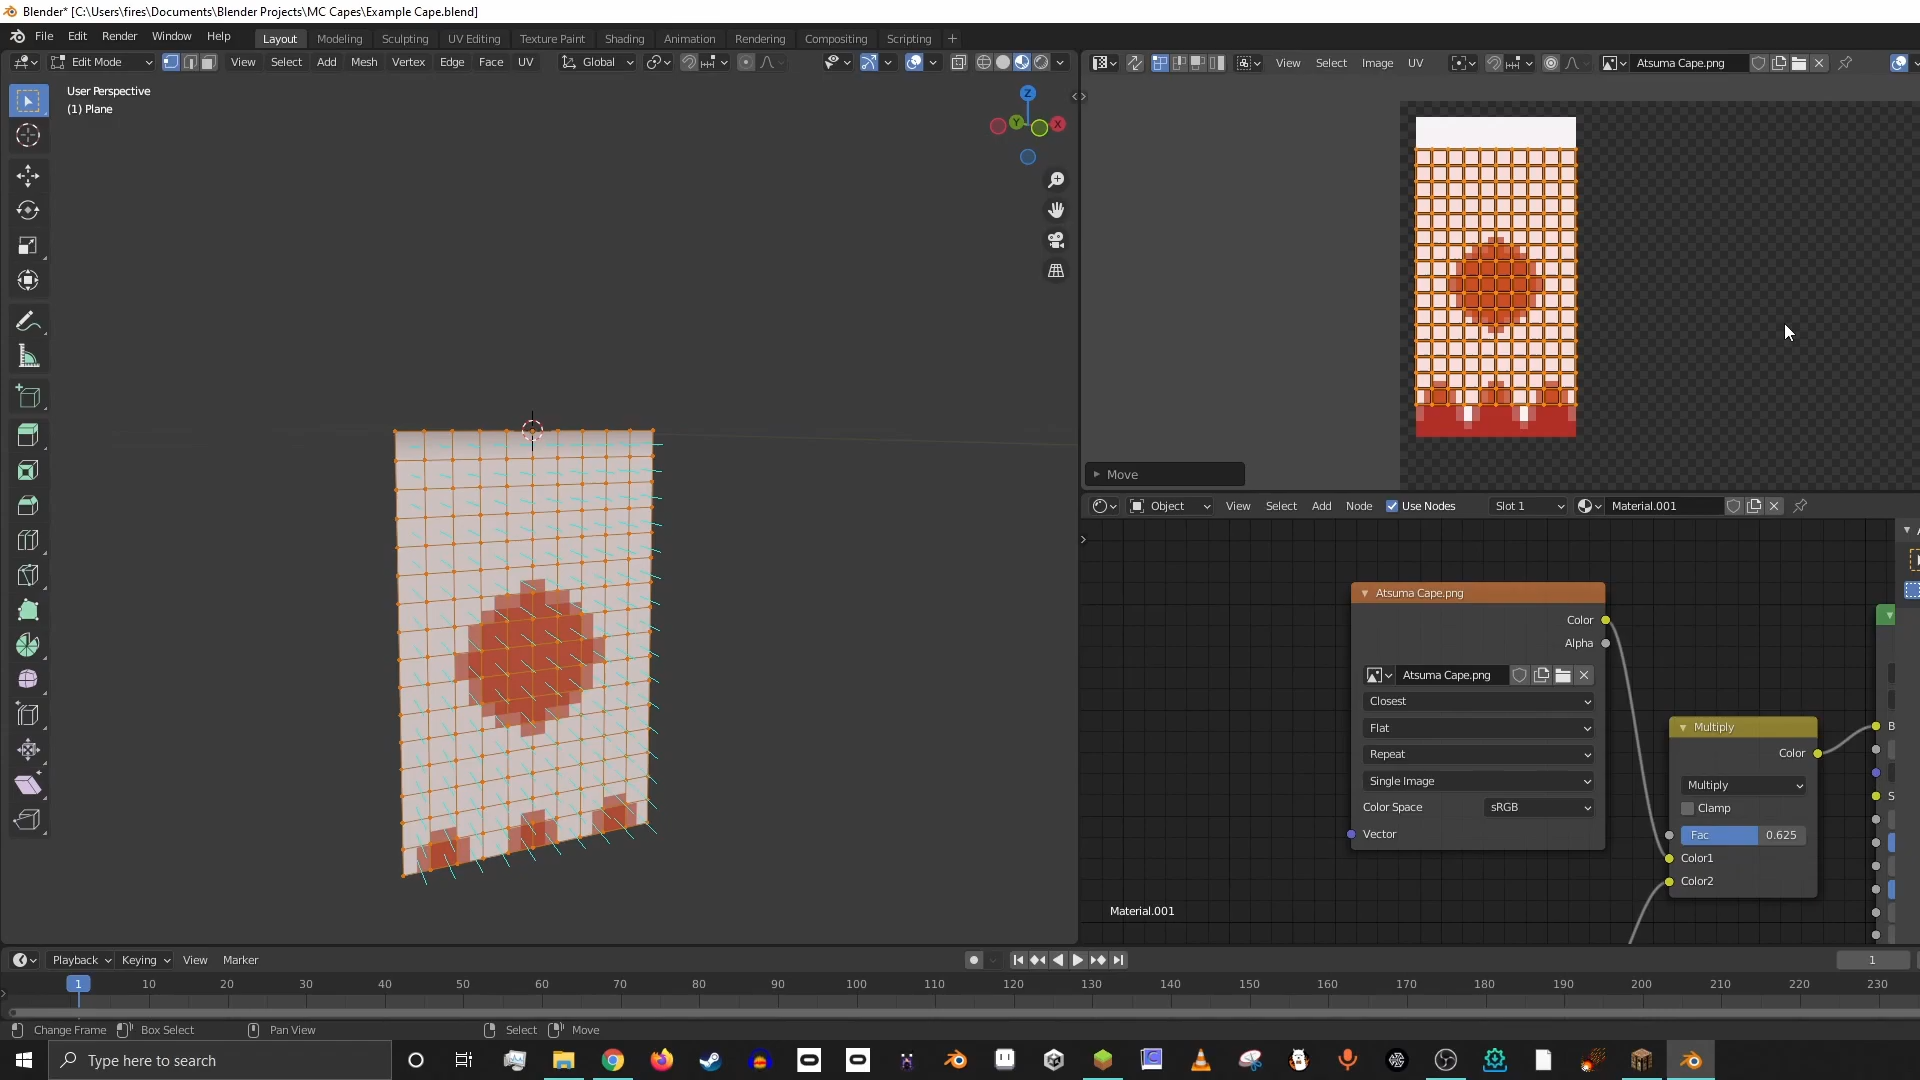 Blender* [C:\Users\fires\Documents\Blender Projects\MC Capes\Example Cape.blend]
File Edit Render Window Help Layout Modeling Sculpting UV Editing Texture Paint Shading Animation Rendering Compositing Scripting +
Edit Mode View Select Add Mesh Vertex Edge Face UV Global
View Select Image UV Atsuma Cape.png
User Perspective
(1) Plane
Z
Y
X
Move
Object View Select Add Node Use Nodes Slot 1 Material.001
Atsuma Cape.png
Color
Alpha
Atsuma Cape.png
Closest
Flat
Repeat
Single Image
Color Space sRGB
Vector
Multiply
Color
Multiply
Clamp
Fac 0.625
Color1
Color2
B
S
Material.001
Playback Keying View Marker
1
1 10 20 30 40 50 60 70 80 90 100 110 120 130 140 150 160 170 180 190 200 210 220 230
Change Frame Box Select Pan View Select Move
Type here to search